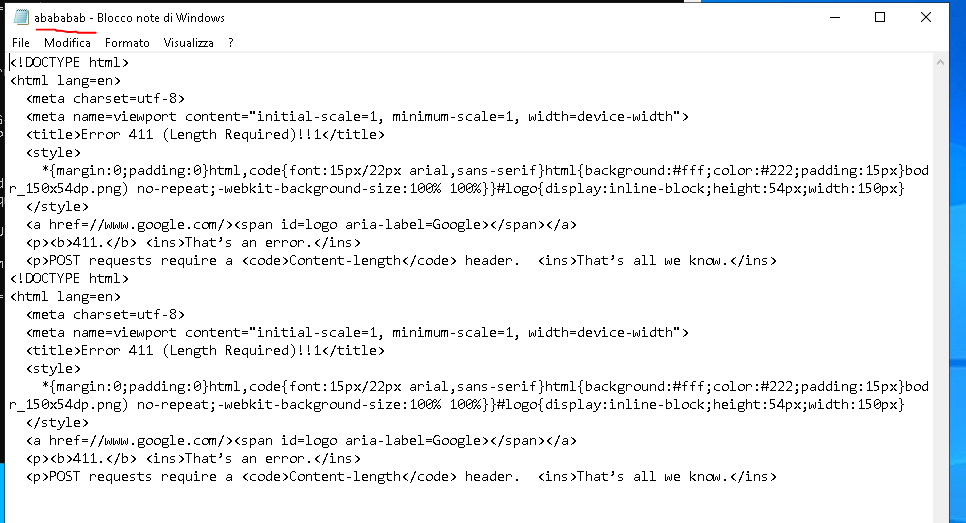 abababab - Blocco note di Windows
File Modifica Formato Visualizza ?
<!DOCTYPE html>
<html lang=en>
<meta charset=utf-8>
<meta name=viewport content="initial-scale=1, minimum-scale=1, width=device-width">
<title>Error 411 (Length Required)!!1</title>
<style>
*{margin:0;padding:0}html,code{font:15px/22px arial,sans-serif}html{background:#fff;color:#222;padding:15px}bod
r_150x54dp.png) no-repeat;-webkit-background-size:100% 100%}}#logo{display:inline-block;height:54px;width:150px}
</style>
<a href=//www.google.com/><span id=logo aria-label=Google></span></a>
<p><b>411.</b> <ins>That’s an error.</ins>
<p>POST requests require a <code>Content-length</code> header.  <ins>That’s all we know.</ins>
<!DOCTYPE html>
<html lang=en>
<meta charset=utf-8>
<meta name=viewport content="initial-scale=1, minimum-scale=1, width=device-width">
<title>Error 411 (Length Required)!!1</title>
<style>
*{margin:0;padding:0}html,code{font:15px/22px arial,sans-serif}html{background:#fff;color:#222;padding:15px}bod
r_150x54dp.png) no-repeat;-webkit-background-size:100% 100%}}#logo{display:inline-block;height:54px;width:150px}
</style>
<a href=//www.google.com/><span id=logo aria-label=Google></span></a>
<p><b>411.</b> <ins>That’s an error.</ins>
<p>POST requests require a <code>Content-length</code> header.  <ins>That’s all we know.</ins>